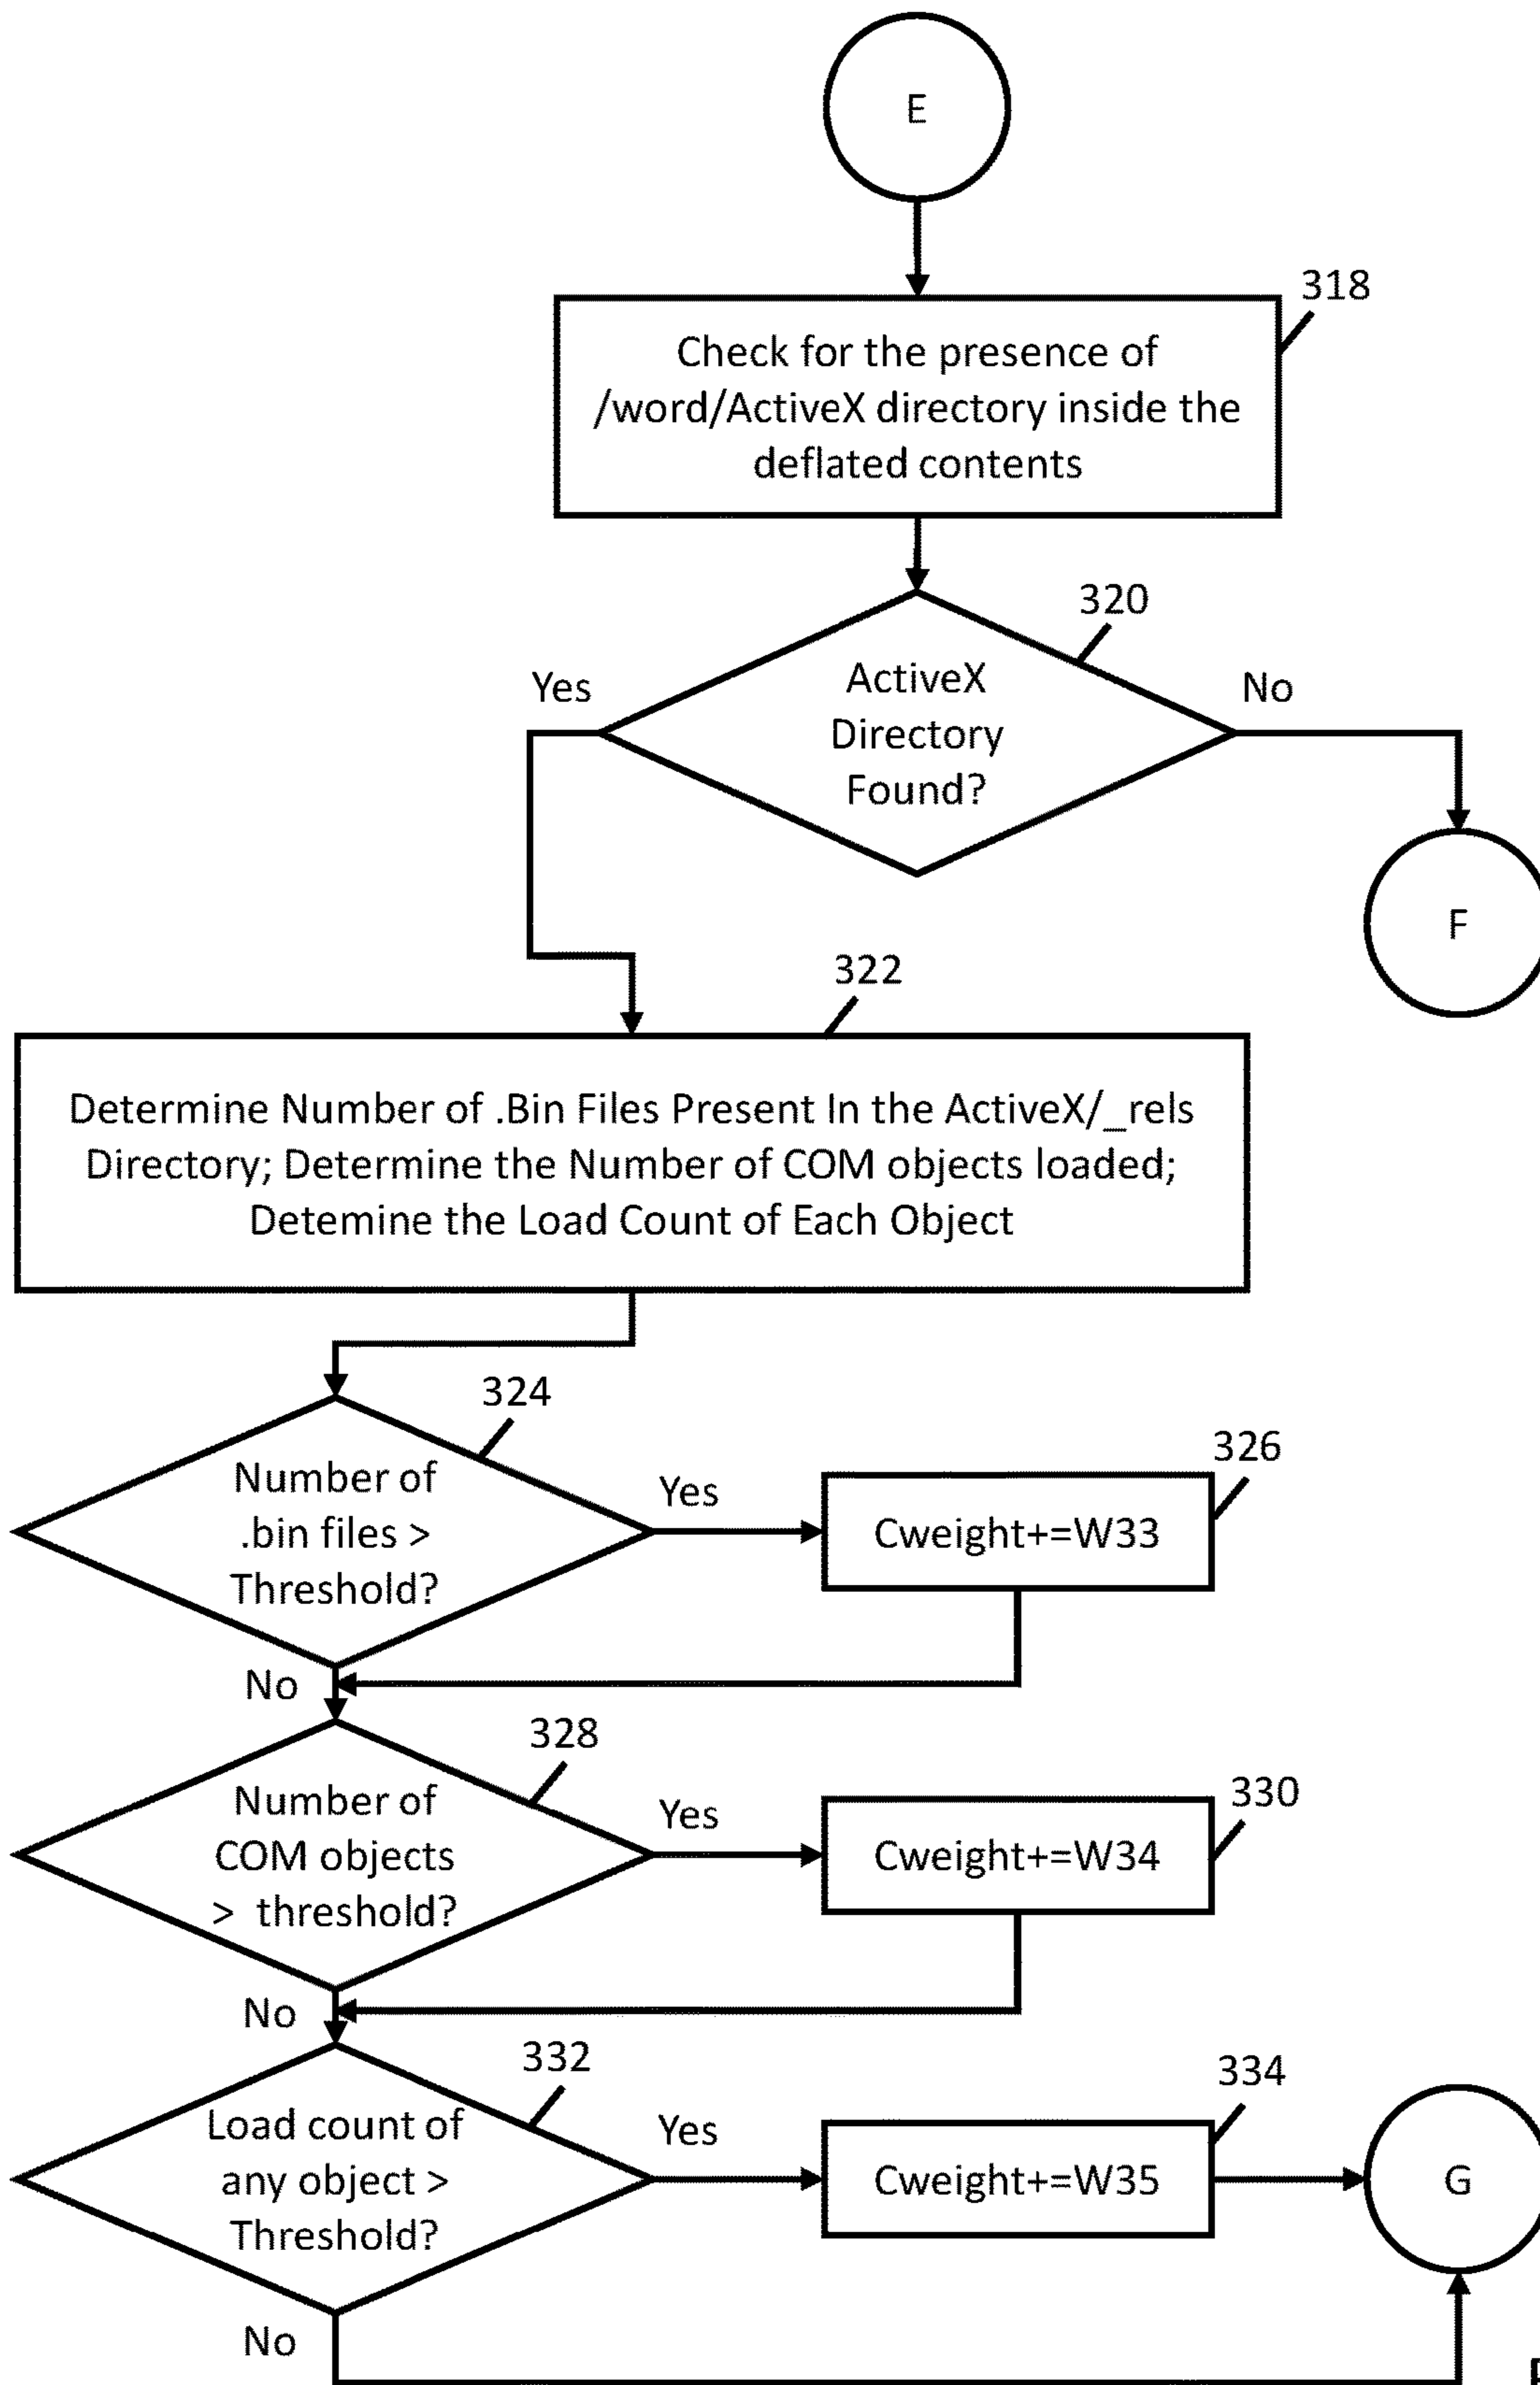 E
318
Check for the presence of
/word/ActiveX directory inside the
deflated contents
320
Yes
ActiveX
Directory
Found?
No
F
322
Determine Number of .Bin Files Present In the ActiveX/_rels
Directory; Determine the Number of COM objects loaded;
Detemine the Load Count of Each Object
324
Number of
.bin files >
Threshold?
Yes
326
Cweight+=W33
No
328
Number of
COM objects
> threshold?
Yes
330
Cweight+=W34
No
332
Load count of
any object >
Threshold?
Yes
334
Cweight+=W35
G
No